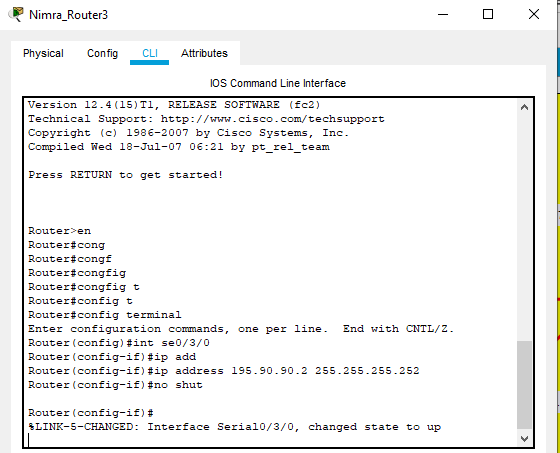 Nimra_Router3
Physical Config CLI Attributes
IOS Command Line Interface
Version 12.4(15)T1, RELEASE SOFTWARE (fc2)
Technical Support: http://www.cisco.com/techsupport
Copyright (c) 1986-2007 by Cisco Systems, Inc.
Compiled Wed 18-Jul-07 06:21 by pt_rel_team
Press RETURN to get started!
Router>en
Router#cong
Router#congf
Router#congfig
Router#congfig t
Router#config t
Router#config terminal
Enter configuration commands, one per line.  End with CNTL/Z.
Router(config)#int se0/3/0
Router(config-if)#ip add
Router(config-if)#ip address 195.90.90.2 255.255.255.252
Router(config-if)#no shut
Router(config-if)#
%LINK-5-CHANGED: Interface Serial0/3/0, changed state to up